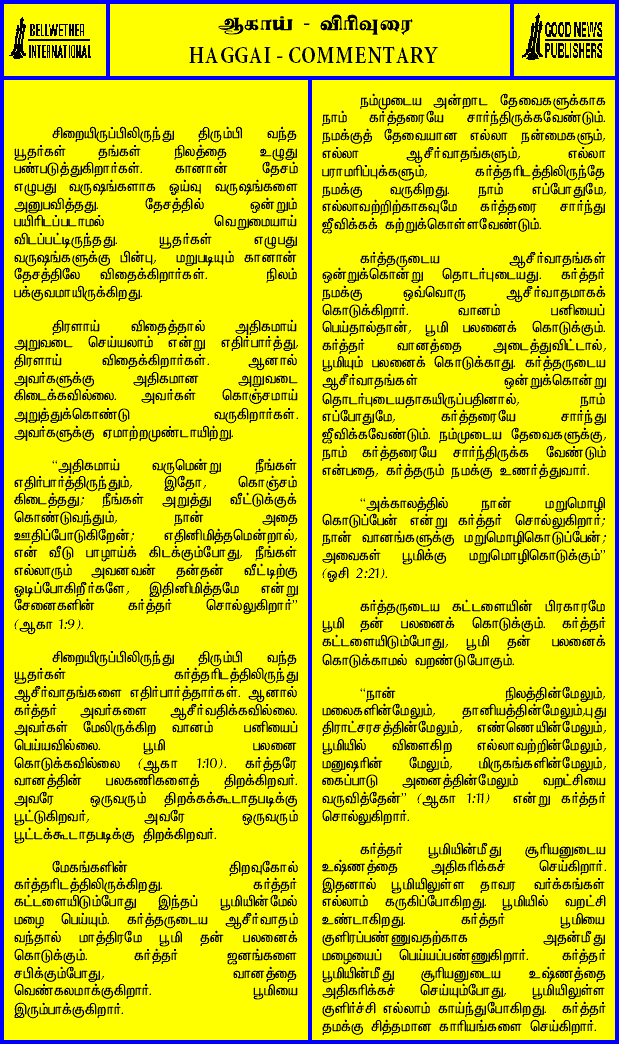 BELLWETHER
INTERNATIONAL
ஆகாய் - விரிவுரை
HAGGAI - COMMENTARY
GOOD NEWS
PUBLISHERS
சிறையிருப்பிலிருந்து திரும்பி வந்த
யூதர்கள் தங்கள் நிலத்தை உழுது
பண்படுத்துகிறார்கள். கானான் தேசம்
எழுபது வருஷங்களாக ஓய்வு வருஷங்களை
அனுபவித்தது. தேசத்தில் ஒன்றும்
பயிரிடப்படாமல் வெறுமையாய்
விடப்பட்டிருந்தது. யூதர்கள் எழுபது
வருஷங்களுக்கு பின்பு, மறுபடியும் கானான்
தேசத்திலே விதைக்கிறார்கள். நிலம்
பக்குவமாயிருக்கிறது.
திரளாய் விதைத்தால் அதிகமாய்
அறுவடை செய்யலாம் என்று எதிர்பார்த்து,
திரளாய் விதைக்கிறார்கள். ஆனால்
அவர்களுக்கு அதிகமான அறுவடை
கிடைக்கவில்லை. அவர்கள் கொஞ்சமாய்
அறுத்துக்கொண்டு வருகிறார்கள்.
அவர்களுக்கு ஏமாற்றமுண்டாயிற்று.
“அதிகமாய் வருமென்று நீங்கள்
எதிர்பார்த்திருந்தும், இதோ, கொஞ்சம்
கிடைத்தது; நீங்கள் அறுத்து வீட்டுக்குக்
கொண்டுவந்தும், நான் அதை
ஊதிப்போடுகிறேன்; எதினிமித்தமென்றால்,
என் வீடு பாழாய்க் கிடக்கும்போது, நீங்கள்
எல்லாரும் அவனவன் தன்தன் வீட்டிற்கு
ஓடிப்போகிறீர்களே, இதினிமித்தமே என்று
சேனைகளின் கர்த்தர் சொல்லுகிறார்”
(ஆகா 1:9).
சிறையிருப்பிலிருந்து திரும்பி வந்த
யூதர்கள் கர்த்தரிடத்திலிருந்து
ஆசீர்வாதங்களை எதிர்பார்த்தார்கள். ஆனால்
கர்த்தர் அவர்களை ஆசீர்வதிக்கவில்லை.
அவர்கள் மேலிருக்கிற வானம் பனியைப்
பெய்யவில்லை. பூமி பலனை
கொடுக்கவில்லை (ஆகா 1:10). கர்த்தரே
வானத்தின் பலகணிகளைத் திறக்கிறவர்.
அவரே ஒருவரும் திறக்கக்கூடாதபடிக்கு
பூட்டுகிறவர், அவரே ஒருவரும்
பூட்டக்கூடாதபடிக்கு திறக்கிறவர்.
மேகங்களின் திறவுகோல்
கர்த்தரிடத்திலிருக்கிறது. கர்த்தர்
கட்டளையிடும்போது இந்தப் பூமியின்மேல்
மழை பெய்யும். கர்த்தருடைய ஆசீர்வாதம்
வந்தால் மாத்திரமே பூமி தன் பலனைக்
கொடுக்கும். கர்த்தர் ஜனங்களை
சபிக்கும்போது, வானத்தை
வெண்கலமாக்குகிறார். பூமியை
இரும்பாக்குகிறார்.
நம்முடைய அன்றாட தேவைகளுக்காக
நாம் கர்த்தரையே சார்ந்திருக்கவேண்டும்.
நமக்குத் தேவையான எல்லா நன்மைகளும்,
எல்லா ஆசீர்வாதங்களும், எல்லா
பராமரிப்புக்களும், கர்த்தரிடத்திலிருந்தே
நமக்கு வருகிறது. நாம் எப்போதுமே,
எல்லாவற்றிற்காகவுமே கர்த்தரை சார்ந்து
ஜீவிக்கக் கற்றுக்கொள்ளவேண்டும்.
கர்த்தருடைய ஆசீர்வாதங்கள்
ஒன்றுக்கொன்று தொடர்புடையது. கர்த்தர்
நமக்கு ஒவ்வொரு ஆசீர்வாதமாகக்
கொடுக்கிறார். வானம் பனியைப்
பெய்தால்தான், பூமி பலனைக் கொடுக்கும்.
கர்த்தர் வானத்தை அடைத்துவிட்டால்,
பூமியும் பலனைக் கொடுக்காது. கர்த்தருடைய
ஆசீர்வாதங்கள் ஒன்றுக்கொன்று
தொடர்புடையதாகயிருப்பதினால், நாம்
எப்போதுமே, கர்த்தரையே சார்ந்து
ஜீவிக்கவேண்டும். நம்முடைய தேவைகளுக்கு,
நாம் கர்த்தரையே சார்ந்திருக்க வேண்டும்
என்பதை, கர்த்தரும் நமக்கு உணர்த்துவார்.
“அக்காலத்தில் நான் மறுமொழி
கொடுப்பேன் என்று கர்த்தர் சொல்லுகிறார்;
நான் வானங்களுக்கு மறுமொழிகொடுப்பேன்;
அவைகள் பூமிக்கு மறுமொழிகொடுக்கும்”
(ஓசி 2:21).
கர்த்தருடைய கட்டளையின் பிரகாரமே
பூமி தன் பலனைக் கொடுக்கும். கர்த்தர்
கட்டளையிடும்போது, பூமி தன் பலனைக்
கொடுக்காமல் வறண்டுபோகும்.
“நான் நிலத்தின்மேலும்,
மலைகளின்மேலும், தானியத்தின்மேலும்,புது
திராட்சரசத்தின்மேலும், எண்ணெயின்மேலும்,
பூமியில் விளைகிற எல்லாவற்றின்மேலும்,
மனுஷரின் மேலும், மிருகங்களின்மேலும்,
கைப்பாடு அனைத்தின்மேலும் வறட்சியை
வருவித்தேன்” (ஆகா 1:11) என்று கர்த்தர்
சொல்லுகிறார்.
கர்த்தர் பூமியின்மீது சூரியனுடைய
உஷ்ணத்தை அதிகரிக்கச் செய்கிறார்.
இதனால் பூமியிலுள்ள தாவர வர்க்கங்கள்
எல்லாம் கருகிப்போகிறது. பூமியில் வறட்சி
உண்டாகிறது. கர்த்தர் பூமியை
குளிரப்பண்ணுவதற்காக அதன்மீது
மழையைப் பெய்யப்பண்ணுகிறார். கர்த்தர்
பூமியின்மீது சூரியனுடைய உஷ்ணத்தை
அதிகரிக்கச் செய்யும்போது, பூமியிலுள்ள
குளிர்ச்சி எல்லாம் காய்ந்துபோகிறது. கர்த்தர்
தமக்கு சித்தமான காரியங்களை செய்கிறார்.